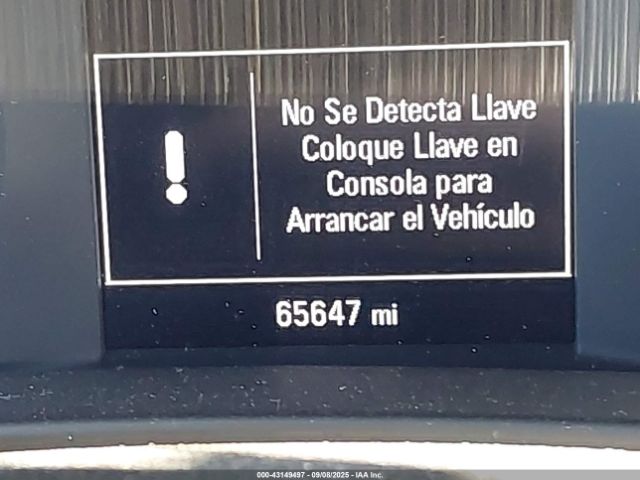 No Se Detecta Llave
Coloque Llave en
Consola para
Arrancar el Vehículo
65647 mi
000-43149497 - 09/08/2025 - IAA Inc.